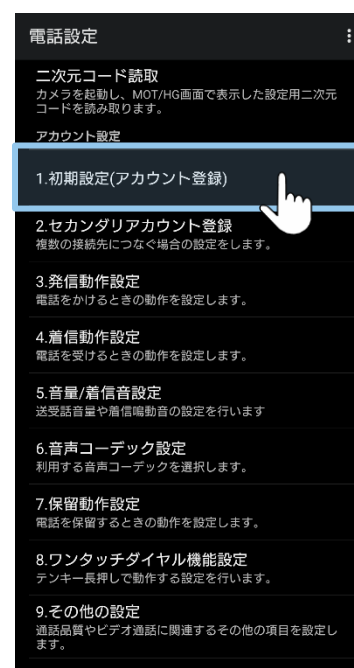 電話設定
二次元コード読取
カメラを起動し、MOT/HG画面で表示した設定用二次元
コードを読み取ります。
アカウント設定
1.初期設定(アカウント登録)
2.セカンダリアカウント登録
複数の接続先につなぐ場合の設定をします。
3.発信動作設定
電話をかけるときの動作を設定します。
4.着信動作設定
電話を受けるときの動作を設定します。
5.音量/着信音設定
送受話音量や着信鳴動音の設定を行います
6.音声コーデック設定
利用する音声コーデックを選択します。
7.保留動作設定
電話を保留するときの動作を設定します。
8.ワンタッチダイヤル機能設定
テンキー長押しで動作する設定を行います。
9.その他の設定
通話品質やビデオ通話に関連するその他の項目を設定し
ます。